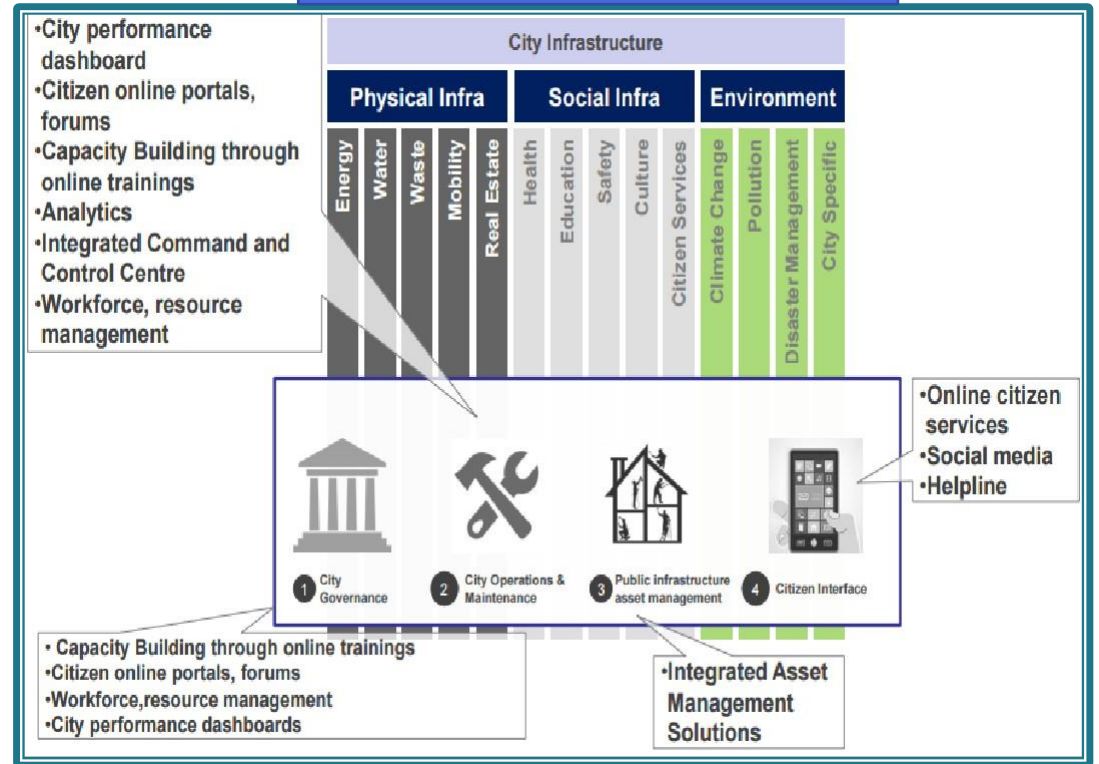 •City performance
dashboard
•Citizen online portals,
forums
•Capacity Building through
online trainings
•Analytics
•Integrated Command and
Control Centre
•Workforce, resource
management
City Infrastructure
Physical Infra
Social Infra
Environment
Energy
Water
Waste
Mobility
Real Estate
Health
Education
Safety
Culture
Citizen Services
Climate Change
Pollution
Disaster Management
City Specific
•Online citizen
services
•Social media
•Helpline
1 City
Governance
2 City Operations &
Maintenance
3 Public infrastructure
asset management
4 Citizen Interface
• Capacity Building through online trainings
•Citizen online portals, forums
•Workforce,resource management
•City performance dashboards
•Integrated Asset
Management
Solutions